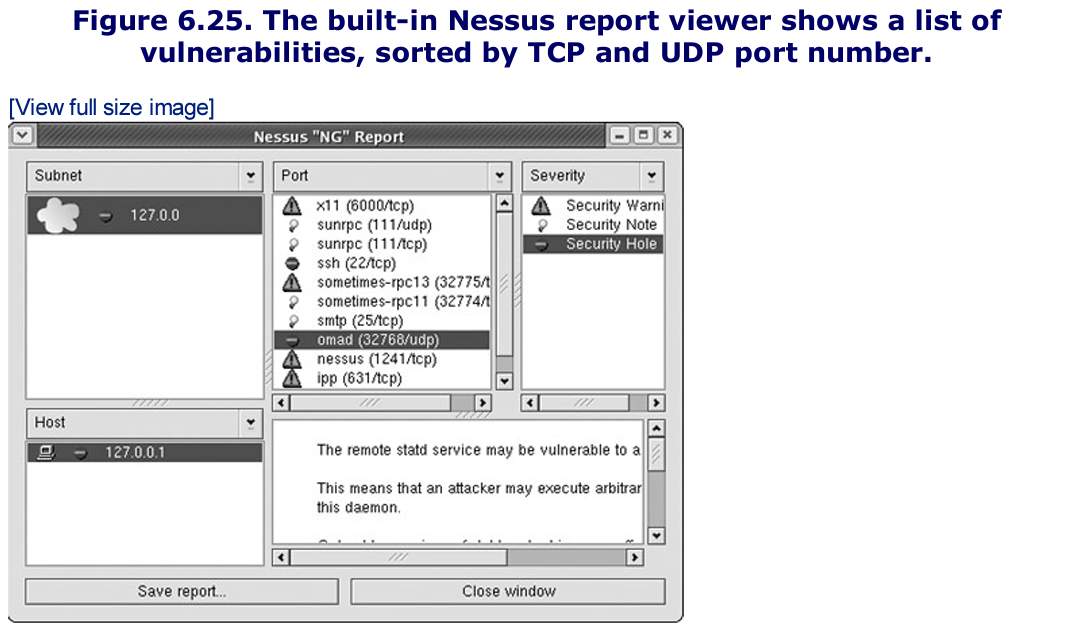 Figure 6.25. The built-in Nessus report viewer shows a list of
vulnerabilities, sorted by TCP and UDP port number.
[View full size image]
Nessus "NG" Report
Subnet
127.0.0
Port
x11 (6000/tcp)
sunrpc (111/udp)
sunrpc (111/tcp)
ssh (22/tcp)
sometimes-rpc13 (32775/t
sometimes-rpc11 (32774/t
smtp (25/tcp)
omad (32768/udp)
nessus (1241/tcp)
ipp (631/tcp)
Severity
Security Warni
Security Note
Security Hole
Host
127.0.0.1
The remote statd service may be vulnerable to a
This means that an attacker may execute arbitrar
this daemon.
Save report...
Close window